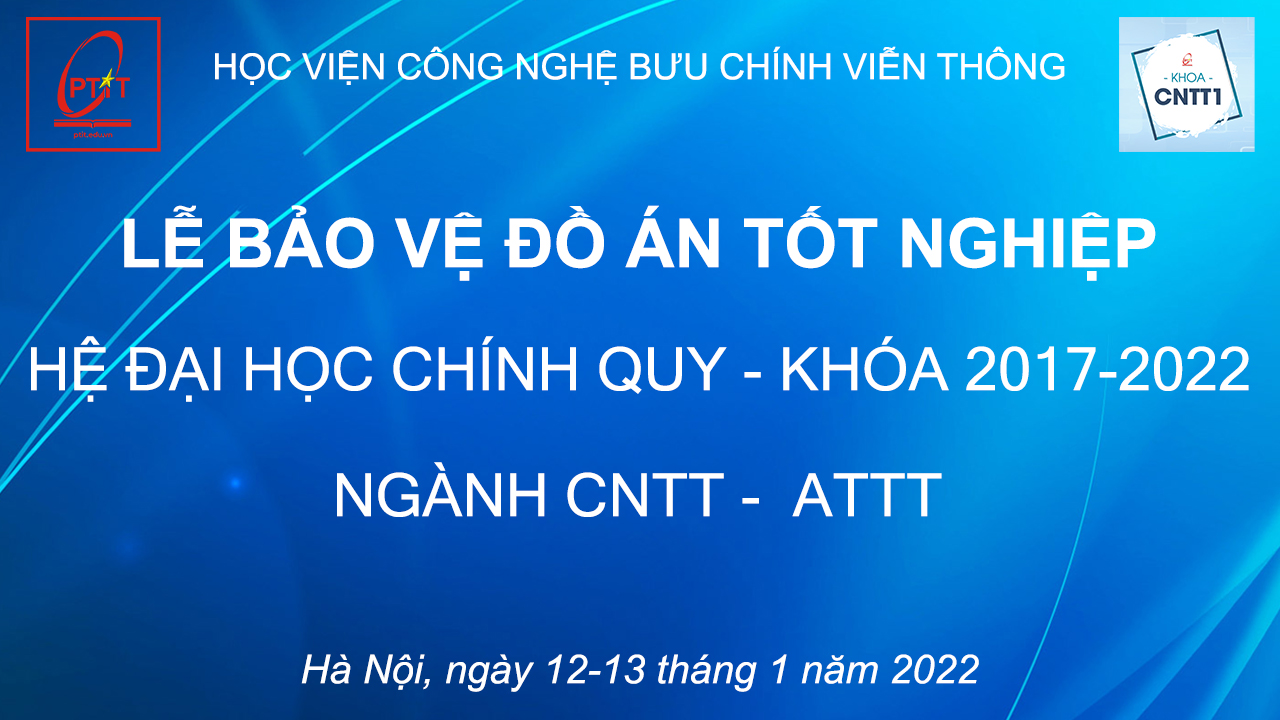 HỌC VIỆN CÔNG NGHỆ BƯU CHÍNH VIỄN THÔNG
PTIT
ptit.edu.vn
- KHOA -
CNTT1
LỄ BẢO VỆ ĐỒ ÁN TỐT NGHIỆP
HỆ ĐẠI HỌC CHÍNH QUY - KHÓA 2017-2022
NGÀNH CNTT - ATTT
Hà Nội, ngày 12-13 tháng 1 năm 2022